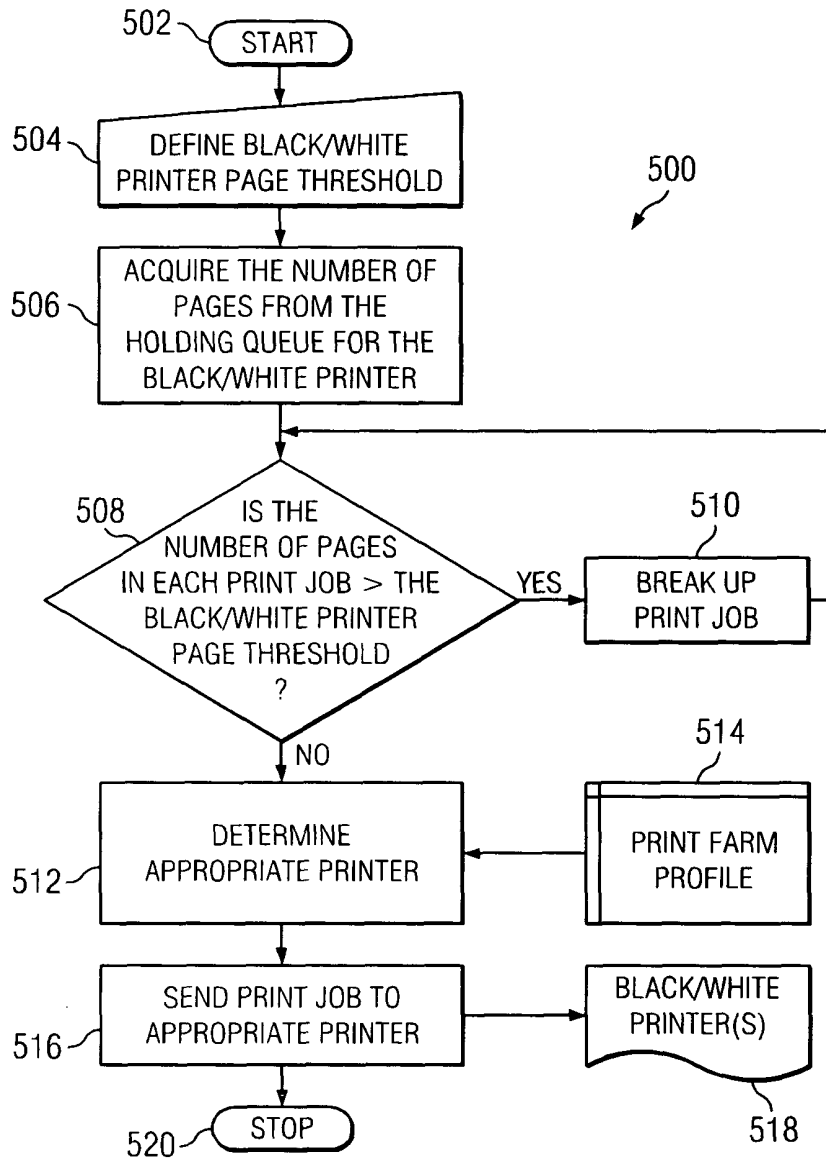 502
START
504
DEFINE BLACK/WHITE
PRINTER PAGE THRESHOLD
500
506
ACQUIRE THE NUMBER OF
PAGES FROM THE
HOLDING QUEUE FOR THE
BLACK/WHITE PRINTER
508
IS THE
NUMBER OF PAGES
IN EACH PRINT JOB > THE
BLACK/WHITE PRINTER
PAGE THRESHOLD
?
YES
510
BREAK UP
PRINT JOB
NO
512
DETERMINE
APPROPRIATE PRINTER
514
PRINT FARM
PROFILE
516
SEND PRINT JOB TO
APPROPRIATE PRINTER
BLACK/WHITE
PRINTER(S)
518
520
STOP